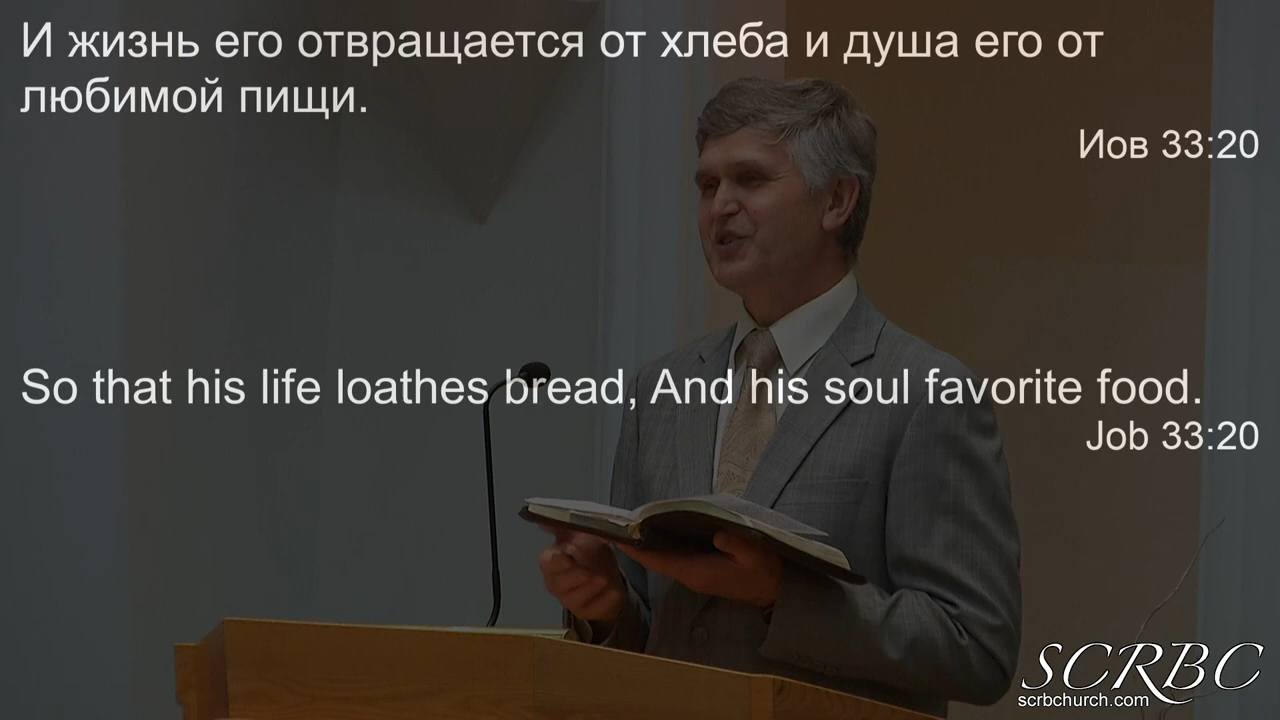 И жизнь его отвращается от хлеба и душа его от
любимой пищи.
Иов 33:20
So that his life loathes bread, And his soul favorite food.
Job 33:20
SCRBC
scrbchurch.com